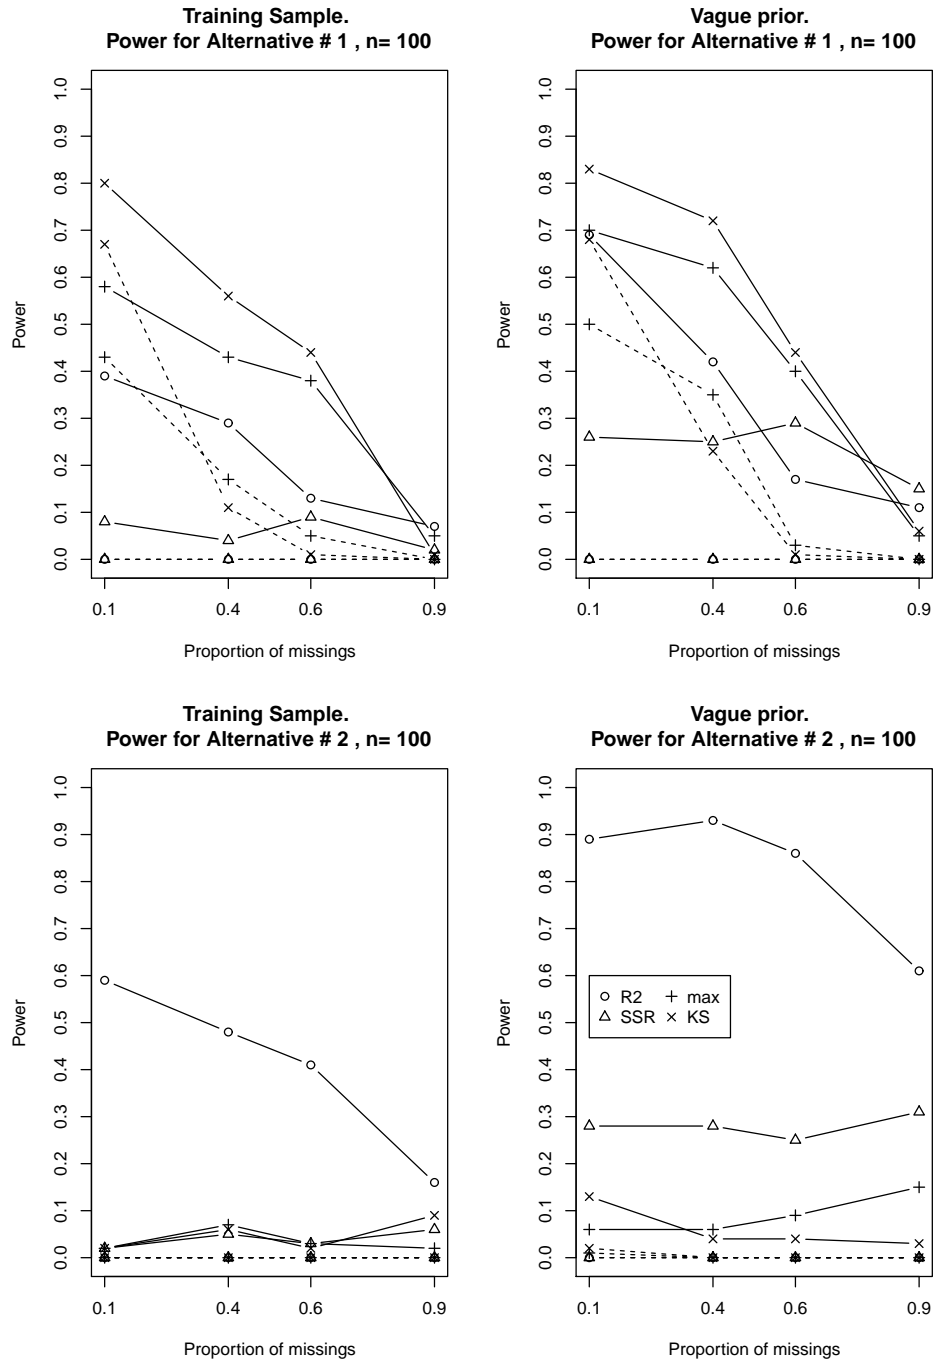 Training Sample.
Power for Alternative # 1 , n= 100
1.0
0.9
0.8
0.7
0.6
0.5
0.4
0.3
0.2
0.1
0.0
Power
0.1 0.4 0.6 0.9
Proportion of missings
Vague prior.
Power for Alternative # 1 , n= 100
1.0
0.9
0.8
0.7
0.6
0.5
0.4
0.3
0.2
0.1
0.0
Power
0.1 0.4 0.6 0.9
Proportion of missings
Training Sample.
Power for Alternative # 2 , n= 100
1.0
0.9
0.8
0.7
0.6
0.5
0.4
0.3
0.2
0.1
0.0
Power
0.1 0.4 0.6 0.9
Proportion of missings
Vague prior.
Power for Alternative # 2 , n= 100
1.0
0.9
0.8
0.7
0.6
0.5
0.4
0.3
0.2
0.1
0.0
Power
R2 max
SSR KS
0.1 0.4 0.6 0.9
Proportion of missings